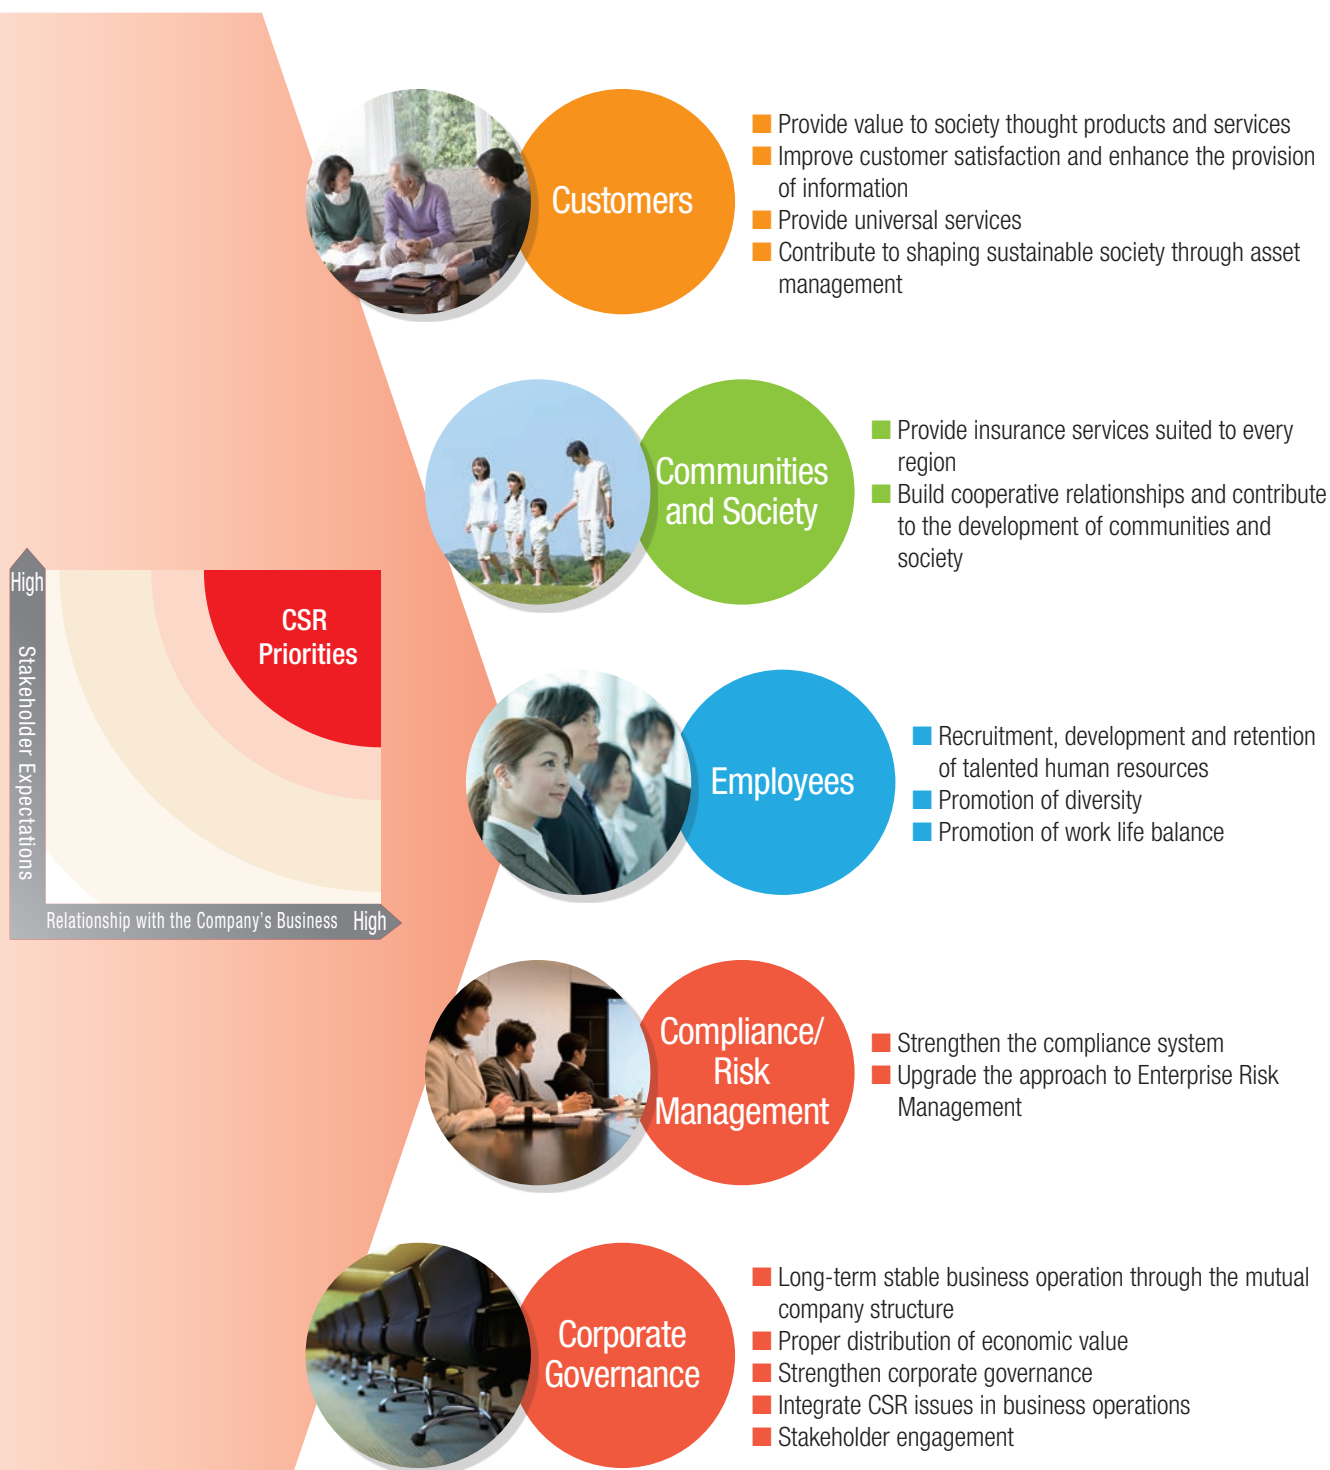 Customers
■ Provide value to society thought products and services
■ Improve customer satisfaction and enhance the provision
of information
■ Provide universal services
■ Contribute to shaping sustainable society through asset
management
Communities
and Society
■ Provide insurance services suited to every
region
■ Build cooperative relationships and contribute
to the development of communities and
society
High
Stakeholder Expectations
CSR
Priorities
Relationship with the Company's Business High
Employees
■ Recruitment, development and retention
of talented human resources
■ Promotion of diversity
■ Promotion of work life balance
Compliance/
Risk
Management
■ Strengthen the compliance system
■ Upgrade the approach to Enterprise Risk
Management
Corporate
Governance
■ Long-term stable business operation through the mutual
company structure
■ Proper distribution of economic value
■ Strengthen corporate governance
■ Integrate CSR issues in business operations
■ Stakeholder engagement